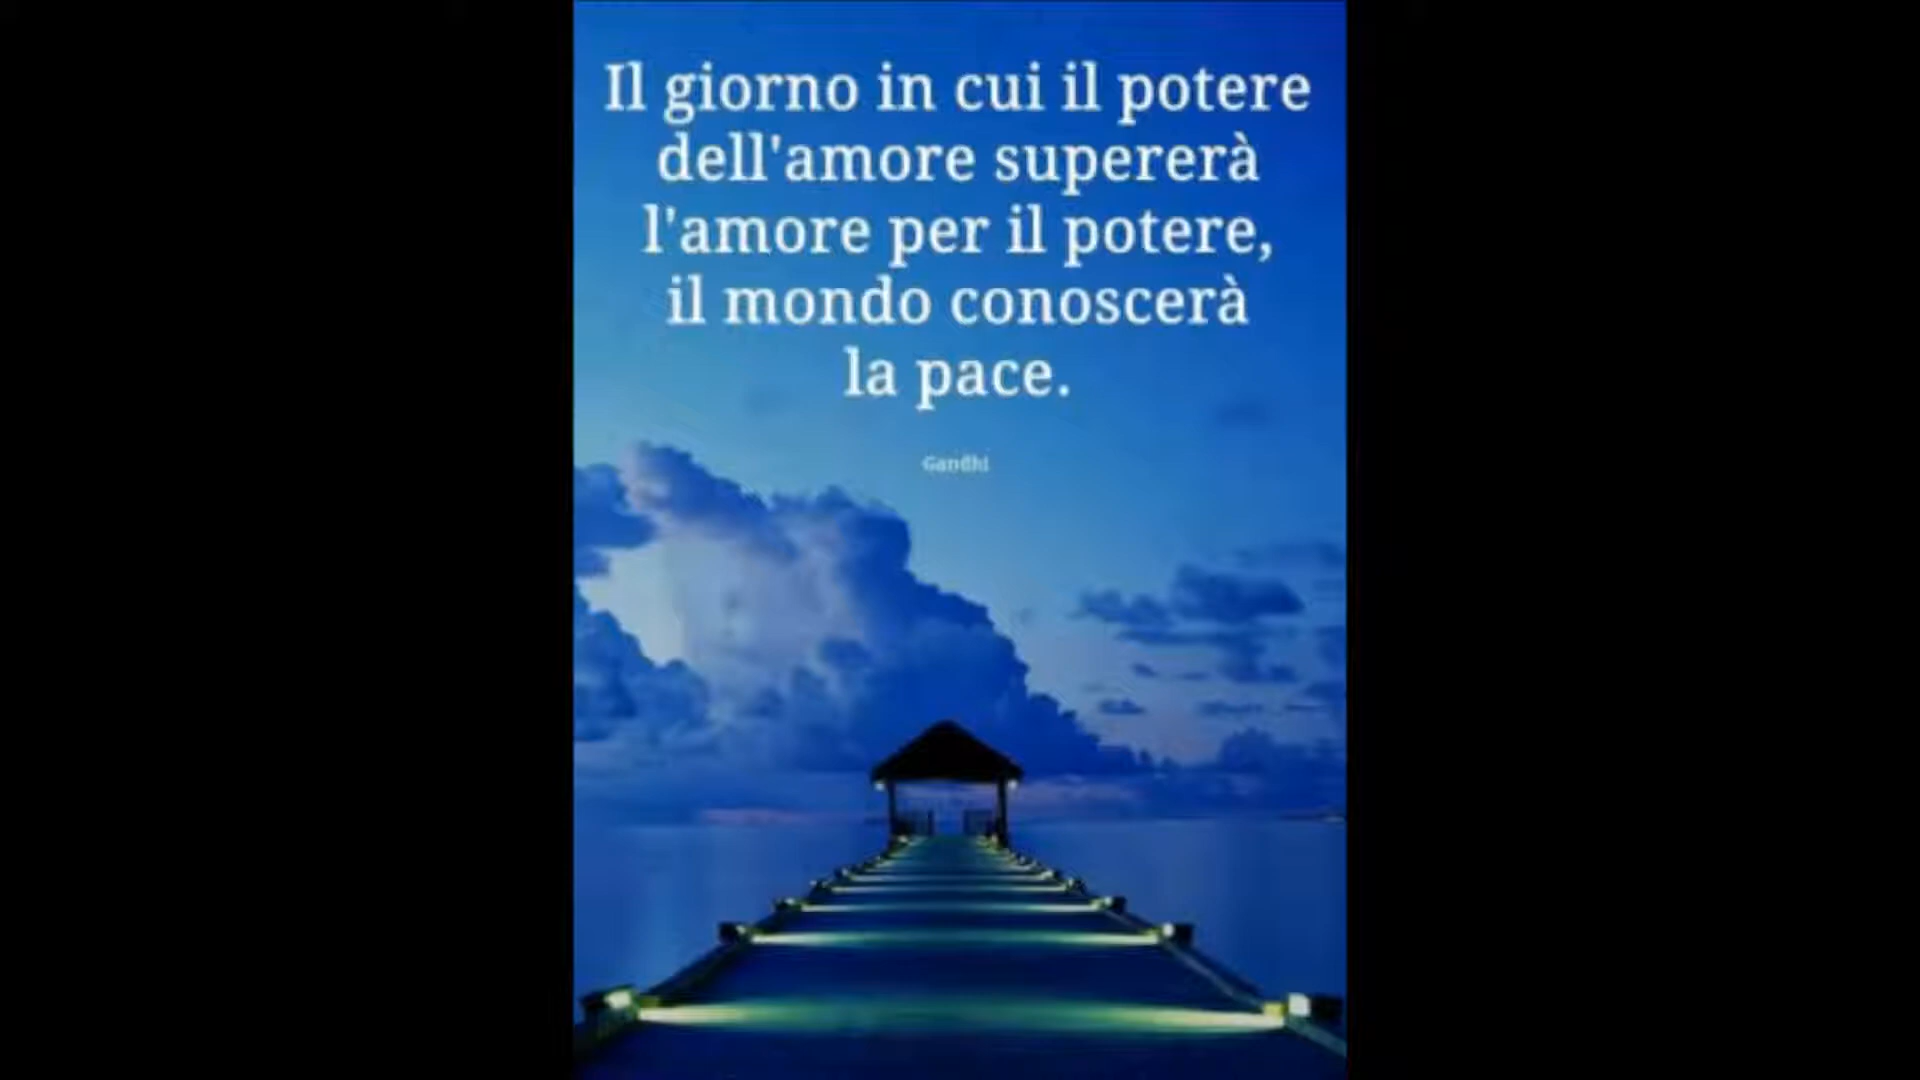 Il giorno in cui il potere
dell'amore supererà
l'amore per il potere,
il mondo conoscerà
la pace.
Gandhi